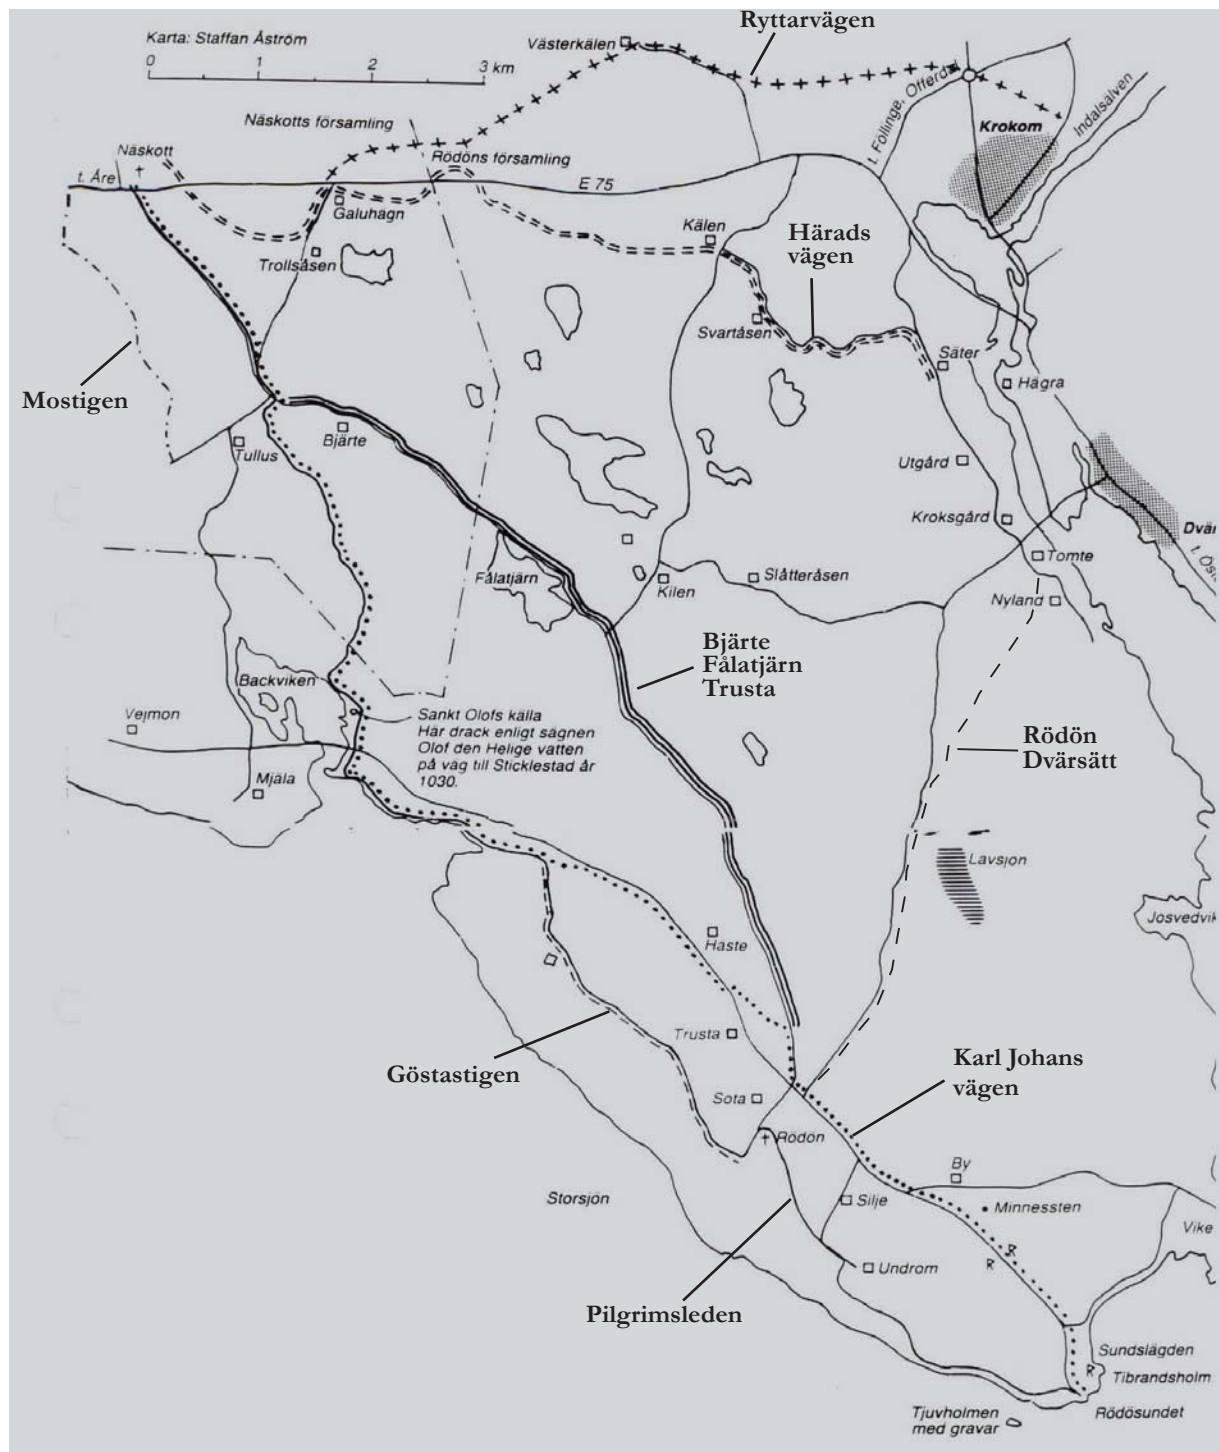 Ryttarvägen
Karta: Staffan Åström
0 1 2 3 km
Västerkälen
t. Föllinge, Offerdal
Indalsälven
Krokom
Näskotts församling
Rödöns församling
Näskott
t. Åre
E 75
Galuhagn
Trollsåsen
Kälen
Härads
vägen
Svartåsen
Säter
Hägra
Mostigen
Bjärte
Tullus
Utgård
Kroksgård
Tomte
Nyland
Fålatjärn
Kilen
Slåtteråsen
Bjärte
Fålatjärn
Trusta
Backviken
Vejmon
Mjäla
Sankt Olofs källa
Här drack enligt sägnen
Olof den Helige vatten
på väg till Sticklestad år
1030.
Rödön
Dvärsätt
Lavsjön
Haste
Trusta
Göstastigen
Karl Johans
vägen
Sota
Rödön
By
Storsjön
Silje
Minnessten
R
R
Vike
Undrom
Pilgrimsleden
Sundslägden
R
Tibrandsholm
Rödösundet
Tjuvholmen
med gravar